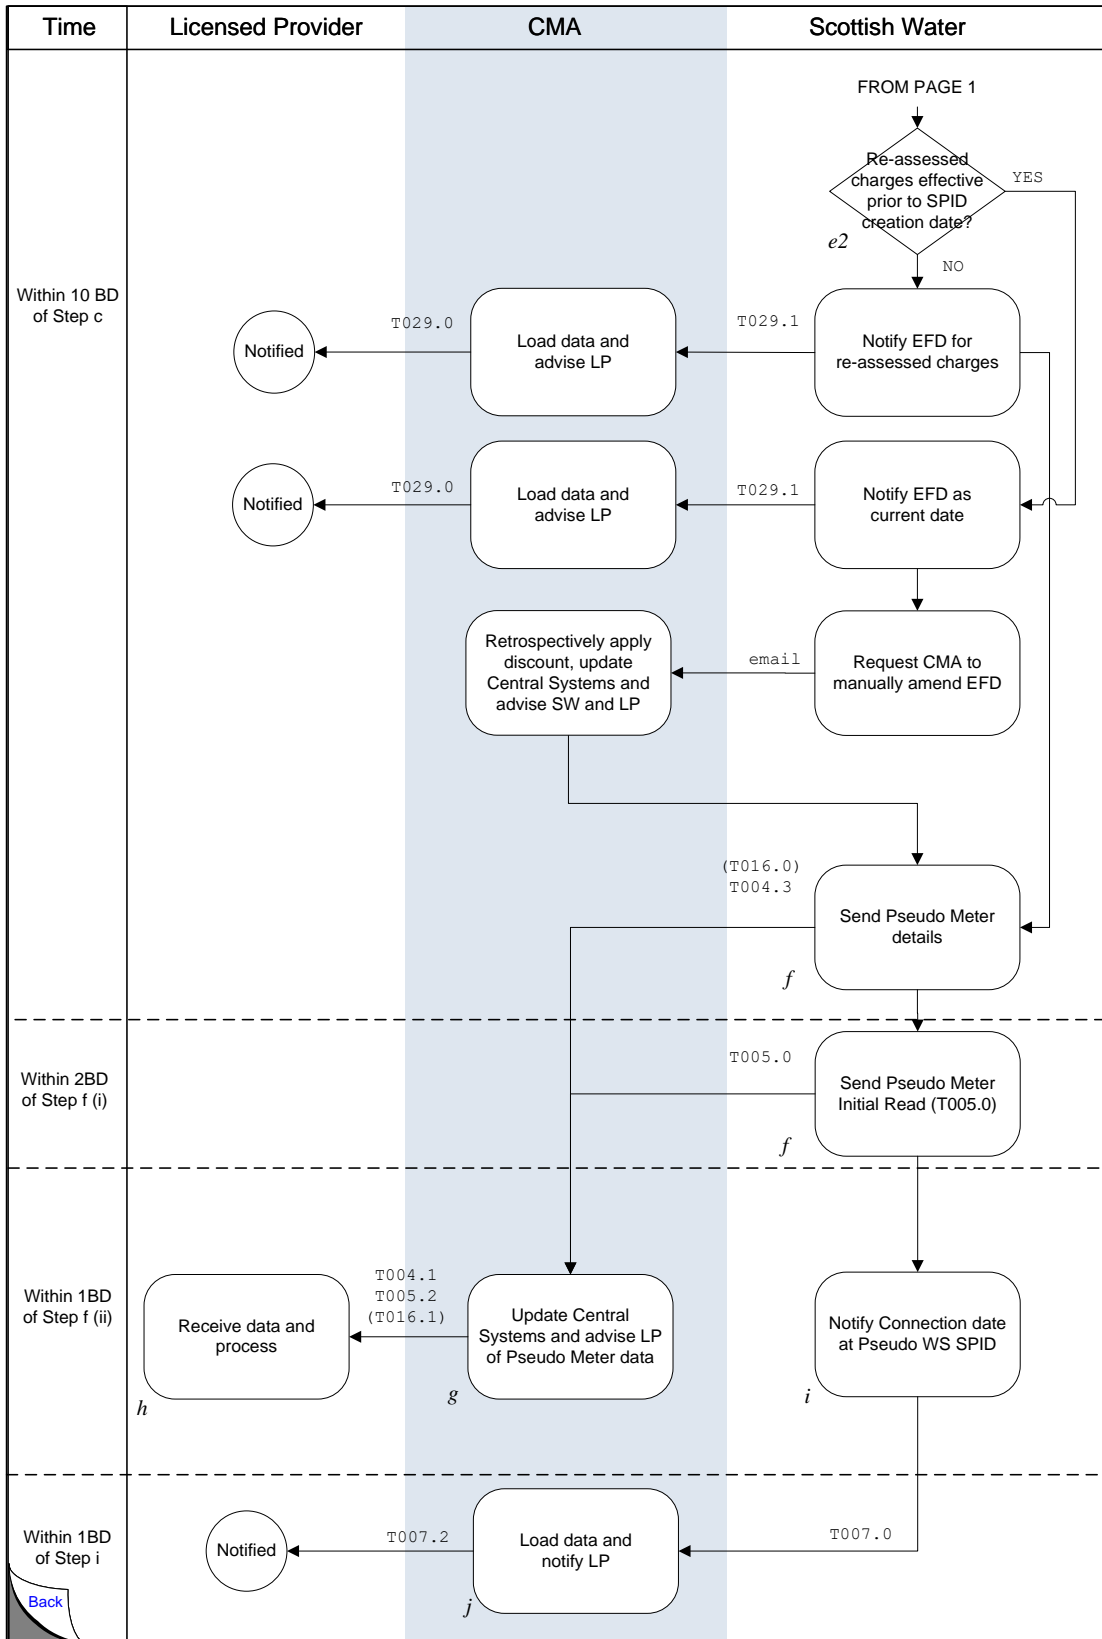 Time
Licensed Provider
CMA
Scottish Water
FROM PAGE 1
Re-assessed
charges effective
prior to SPID
creation date?
YES
e2
NO
Within 10 BD
of Step c
Notified
T029.0
Load data and
advise LP
T029.1
Notify EFD for
re-assessed charges
Notified
T029.0
Load data and
advise LP
T029.1
Notify EFD as
current date
Retrospectively apply
discount, update
Central Systems and
advise SW and LP
email
Request CMA to
manually amend EFD
(T016.0)
T004.3
Send Pseudo Meter
details
f
Within 2BD
of Step f (i)
T005.0
Send Pseudo Meter
Initial Read (T005.0)
f
Within 1BD
of Step f (ii)
Receive data and
process
h
T004.1
T005.2
(T016.1)
Update Central
Systems and advise LP
of Pseudo Meter data
g
Notify Connection date
at Pseudo WS SPID
i
Within 1BD
of Step i
Notified
T007.2
Load data and
notify LP
j
T007.0
Back